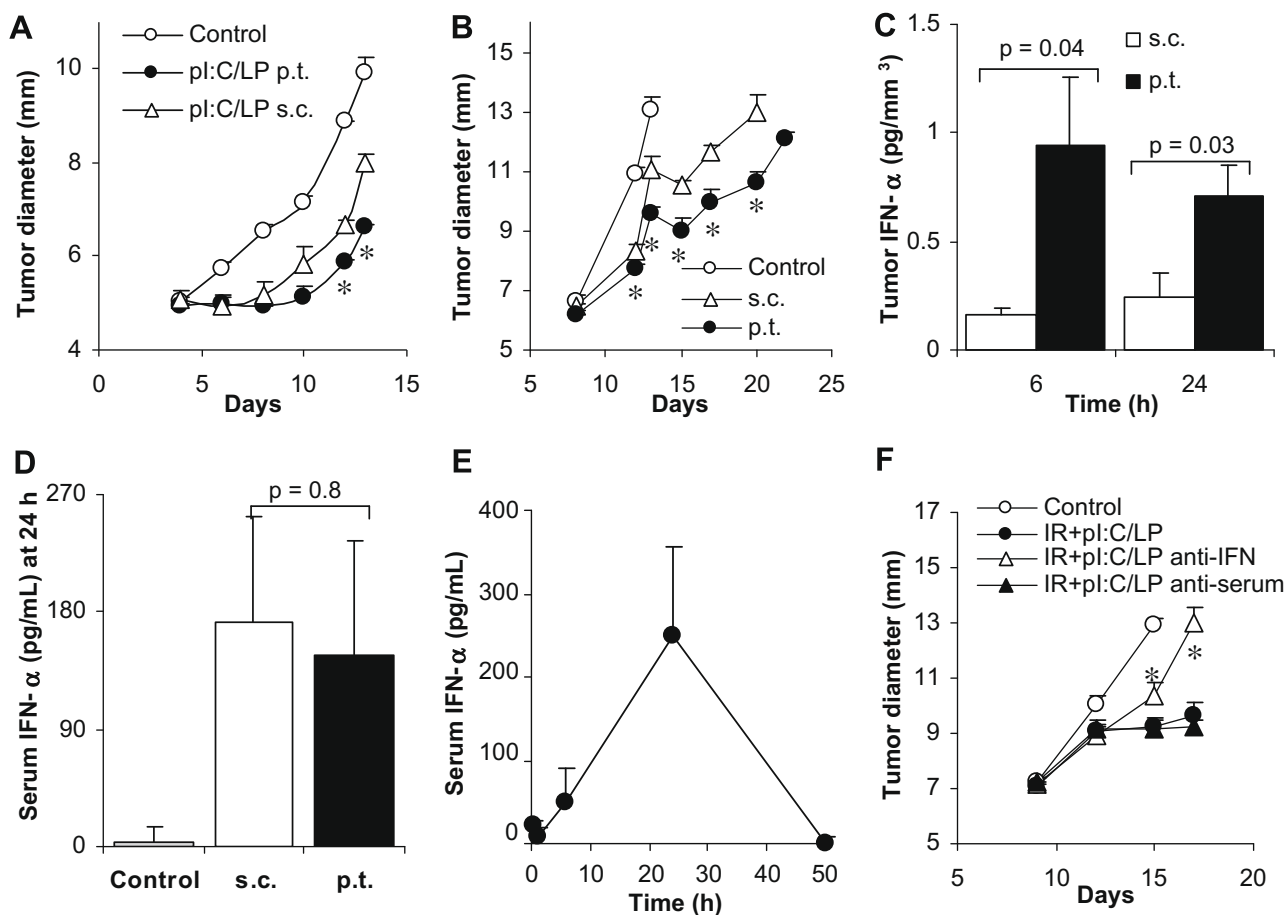 A
Control
pI:C/LP p.t.
pI:C/LP s.c.
Tumor diameter (mm)
10
8
6
4
*
*
0
5
10
15
Days
B
Tumor diameter (mm)
15
13
11
9
7
5
*
*
*
*
*
Control
s.c.
p.t.
5
10
15
20
25
Days
C
Tumor IFN-α (pg/mm³)
1.5
1
0.5
0
s.c.
p.t.
p = 0.04
p = 0.03
6
24
Time (h)
D
Serum IFN-α (pg/mL) at 24 h
270
180
90
0
p = 0.8
Control
s.c.
p.t.
E
Serum IFN-α (pg/mL)
400
300
200
100
0
0
10
20
30
40
50
Time (h)
F
Control
IR+pI:C/LP
IR+pI:C/LP anti-IFN
IR+pI:C/LP anti-serum
Tumor diameter (mm)
17
15
13
11
9
7
5
*
*
5
10
15
20
Days